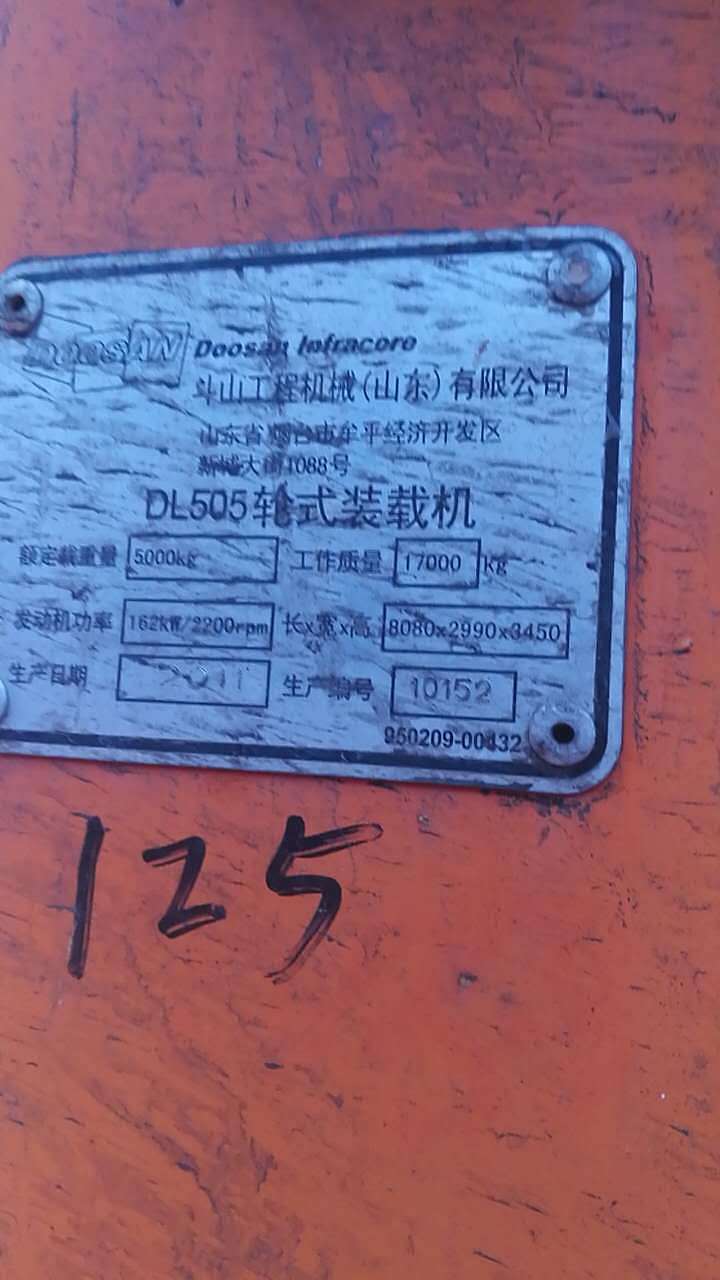 DOOSAN Doosan Infracore
斗山工程机械(山东)有限公司
山东省烟台市牟平经济开发区
新城大街1088号
DL505轮式装载机
额定载重量 5000kg 工作质量 17000 kg
发动机功率 162kW/2200rpm 长x宽x高 8080x2990x3450
生产日期 2011 生产编号 10152
950209-00432
125